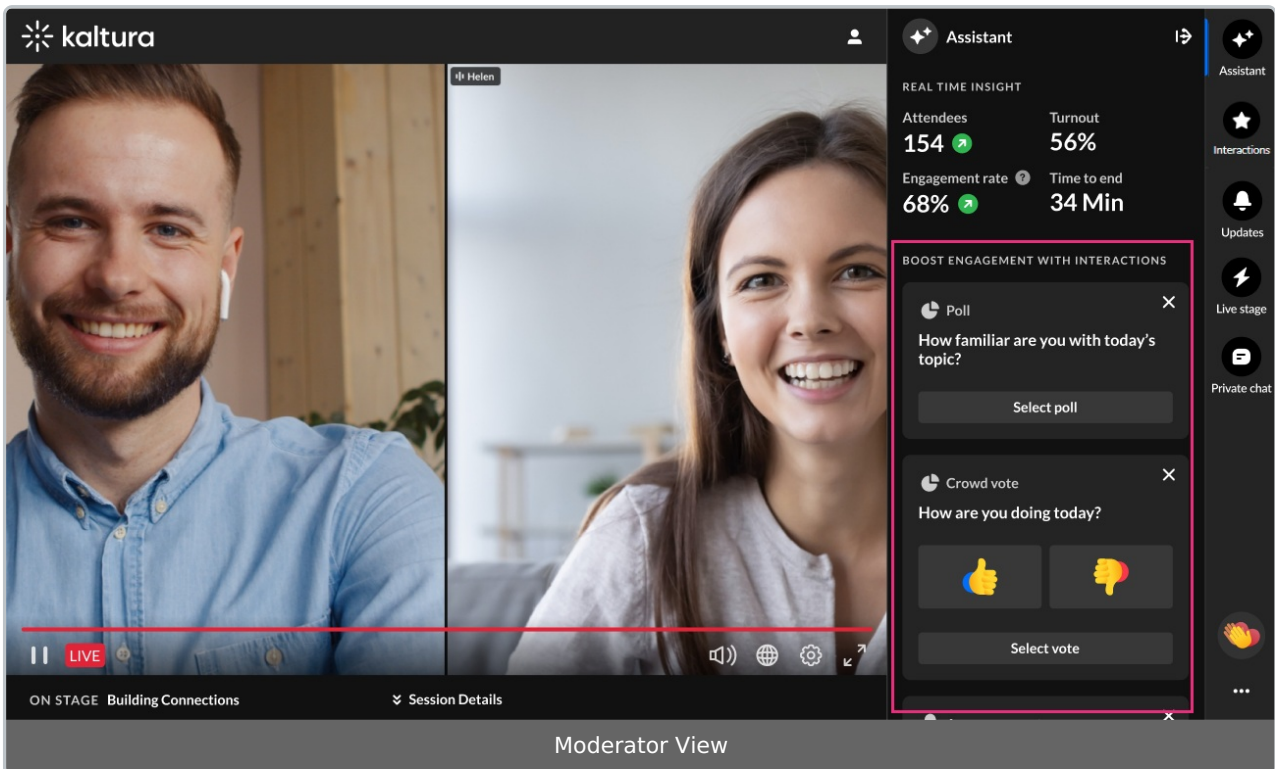 kaltura
Helen
LIVE
ON STAGE Building Connections
Session Details
Assistant
REAL TIME INSIGHT
Attendees Turnout
154 56%
Engagement rate ? Time to end
68% 34 Min
BOOST ENGAGEMENT WITH INTERACTIONS
Poll
How familiar are you with today's
topic?
Select poll
Crowd vote
How are you doing today?
Select vote
Assistant
Interactions
Updates
Live stage
Private chat
Moderator View